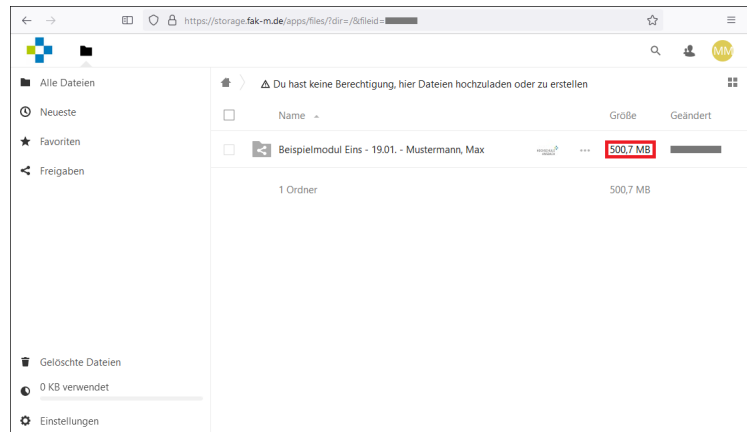 https://storage.fak-m.de/apps/files/?dir=/&fileid=
MM
Alle Dateien
Neueste
Favoriten
Freigaben
⚠ Du hast keine Berechtigung, hier Dateien hochzuladen oder zu erstellen
Name
Größe
Geändert
Beispielmodul Eins - 19.01. - Mustermann, Max
500,7 MB
1 Ordner
500,7 MB
Gelöschte Dateien
0 KB verwendet
Einstellungen